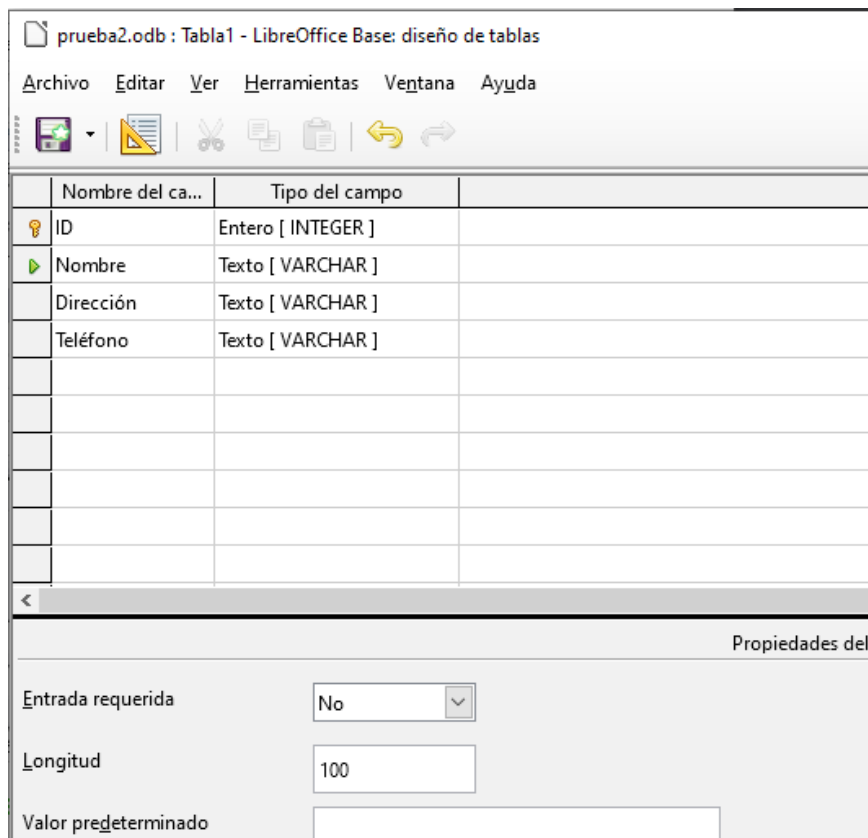 prueba2.odb : Tabla1 - LibreOffice Base: diseño de tablas
Archivo Editar Ver Herramientas Ventana Ayuda
Nombre del ca... Tipo del campo
ID Entero [ INTEGER ]
Nombre Texto [ VARCHAR ]
Dirección Texto [ VARCHAR ]
Teléfono Texto [ VARCHAR ]
Propiedades del
Entrada requerida No
Longitud 100
Valor predeterminado